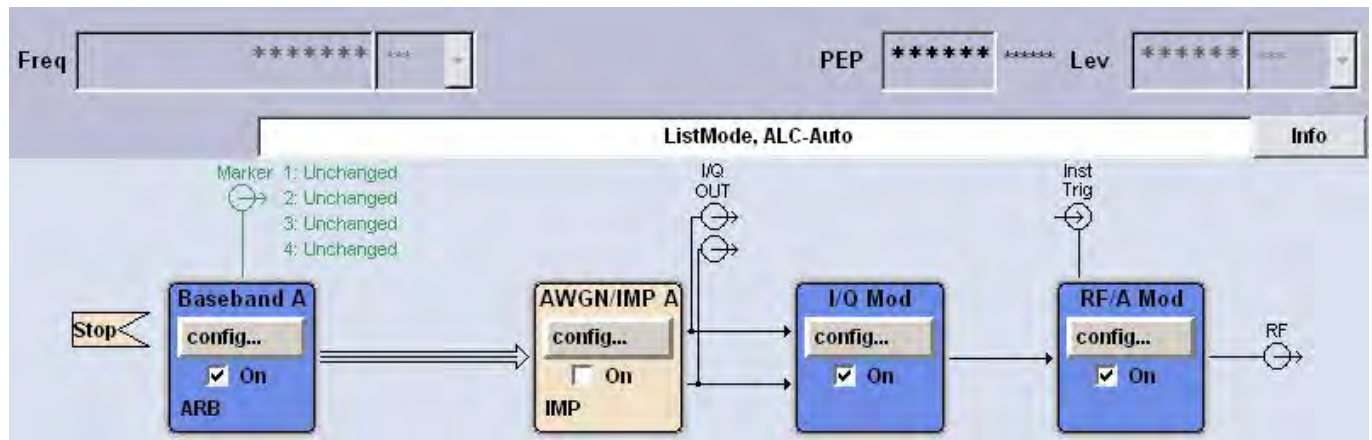 Freq ******* *** PEP ****** ****** Lev ****** ***
ListMode, ALC-Auto Info
Marker 1: Unchanged
2: Unchanged
3: Unchanged
4: Unchanged
I/Q
OUT
Inst
Trig
Stop
Baseband A
config...
On
ARB
AWGN/IMP A
config...
On
IMP
I/Q Mod
config...
On
RF/A Mod
config...
On
RF